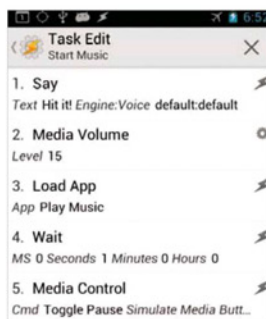 6:52
Task Edit
Start Music
1. Say
Text Hit it! Engine:Voice default:default
2. Media Volume
Level 15
3. Load App
App Play Music
4. Wait
MS 0 Seconds 1 Minutes 0 Hours 0
5. Media Control
Cmd Toggle Pause Simulate Media Butt...